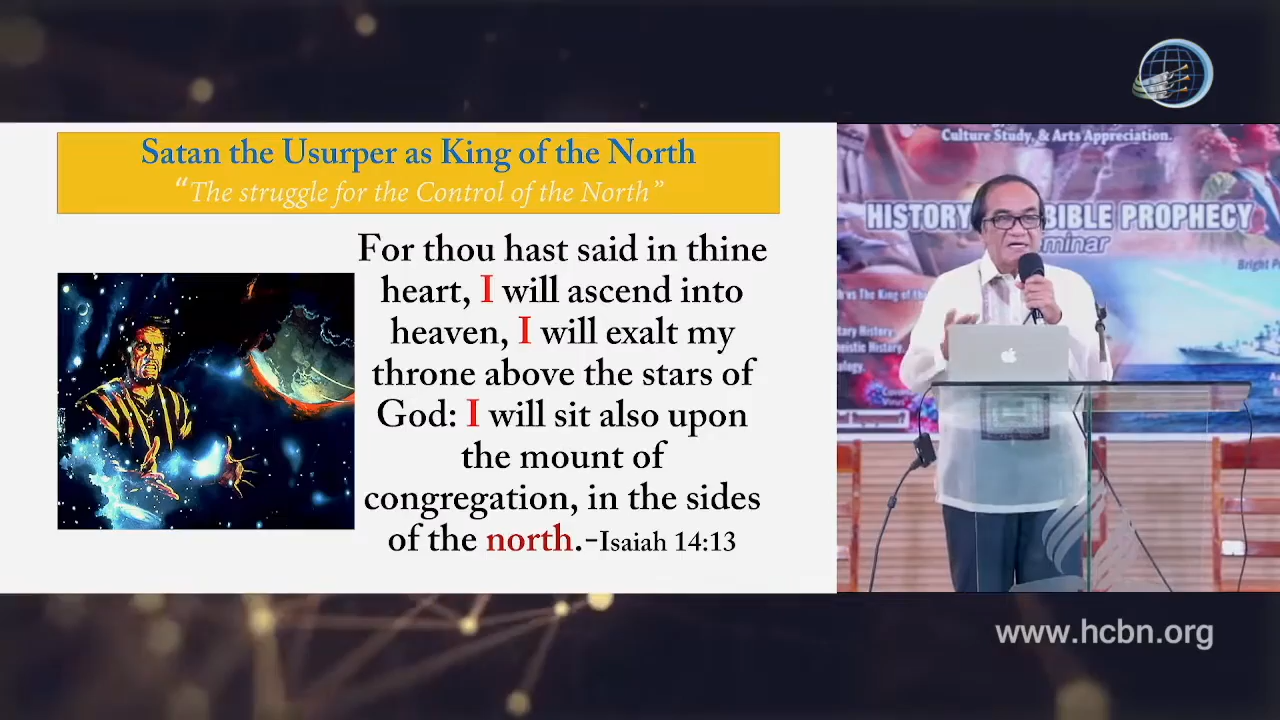 Satan the Usurper as King of the North
“The struggle for the Control of the North”
For thou hast said in thine
heart, I will ascend into
heaven, I will exalt my
throne above the stars of
God: I will sit also upon
the mount of
congregation, in the sides
of the north.-Isaiah 14:13
Culture Study, & Arts Appreciation.
HISTORY BIBLE PROPHECY
minar
www.hcbn.org